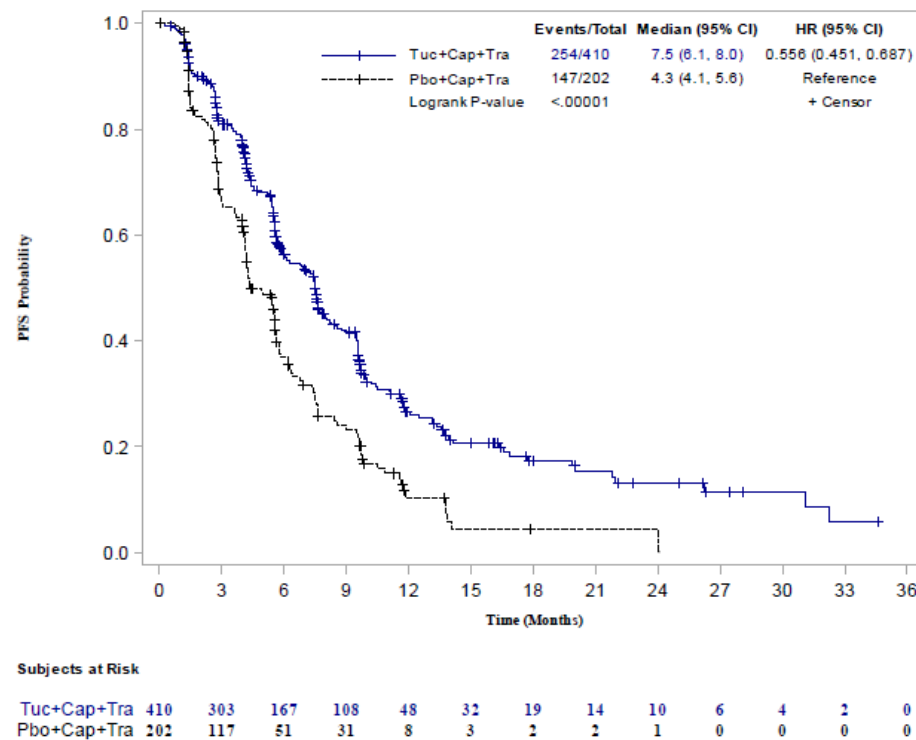 Events/Total Median (95% CI) HR (95% CI)
Tuc+Cap+Tra 254/410 7.5 (6.1, 8.0) 0.556 (0.451, 0.687)
Pbo+Cap+Tra 147/202 4.3 (4.1, 5.6) Reference
Logrank P-value <.00001 + Censor
1.0
0.8
0.6
0.4
0.2
0.0
PFS Probability
0 3 6 9 12 15 18 21 24 27 30 33 36
Time (Months)
Subjects at Risk
Tuc+Cap+Tra 410 303 167 108 48 32 19 14 10 6 4 2 0
Pbo+Cap+Tra 202 117 51 31 8 3 2 2 1 0 0 0 0